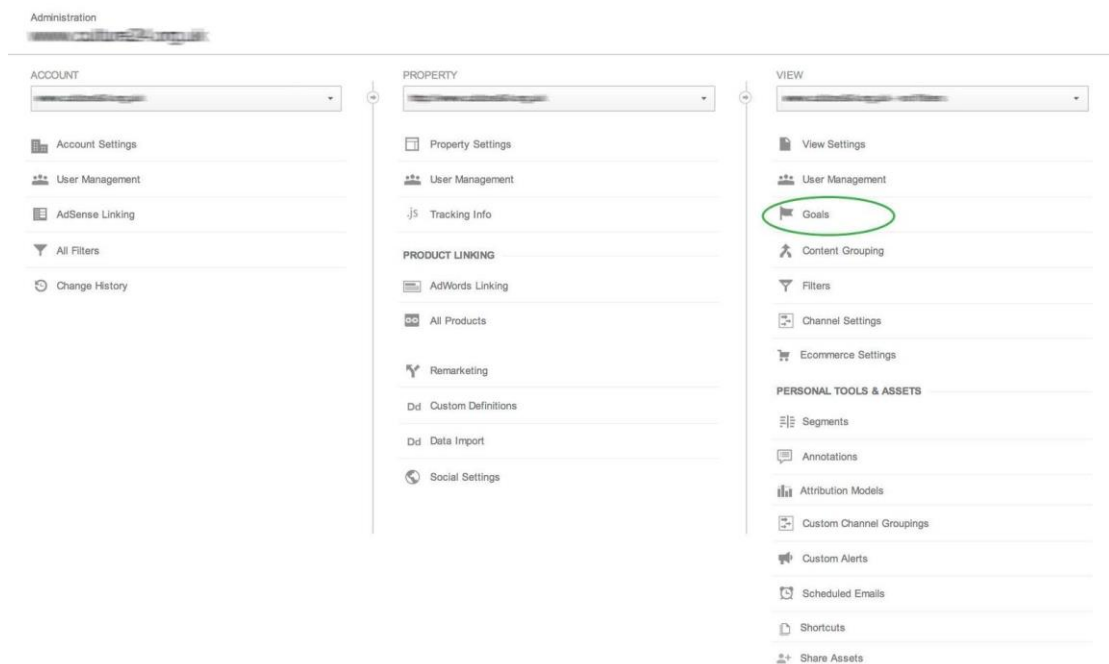 Administration
ACCOUNT
Account Settings
User Management
AdSense Linking
All Filters
Change History
PROPERTY
Property Settings
User Management
.js Tracking Info
PRODUCT LINKING
AdWords Linking
All Products
Remarketing
Dd Custom Definitions
Dd Data Import
Social Settings
VIEW
View Settings
User Management
Goals
Content Grouping
Filters
Channel Settings
Ecommerce Settings
PERSONAL TOOLS & ASSETS
Segments
Annotations
Attribution Models
Custom Channel Groupings
Custom Alerts
Scheduled Emails
Shortcuts
Share Assets